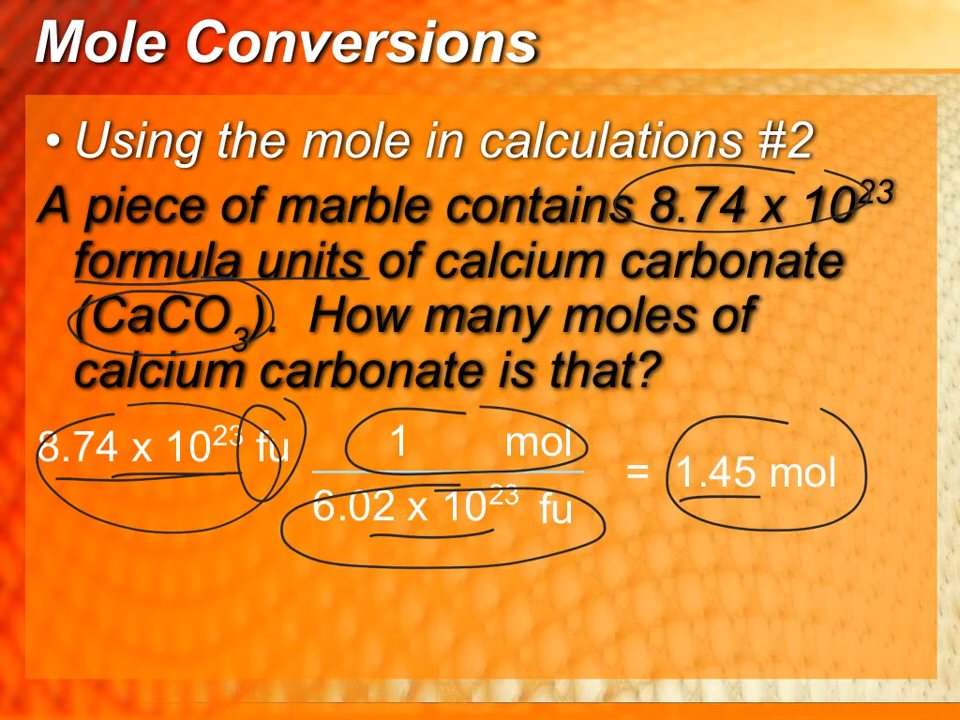 Mole Conversions
• Using the mole in calculations #2
A piece of marble contains 8.74 x 10²³
formula units of calcium carbonate
(CaCO₃). How many moles of
calcium carbonate is that?
8.74 x 10²³ fu
1 mol
6.02 x 10²³ fu
= 1.45 mol